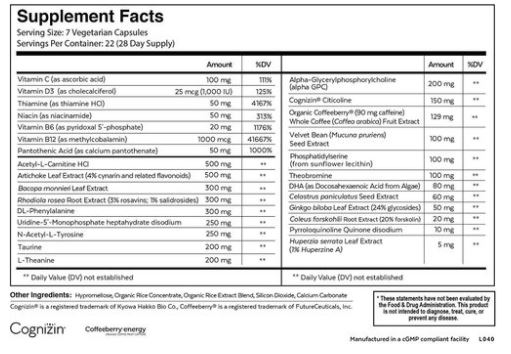 Supplement Facts
Serving Size: 7 Vegetarian Capsules
Servings Per Container: 22 (28 Day Supply)
Amount %DV
Vitamin C (as ascorbic acid) 100 mg 111%
Vitamin D3 (as cholecalciferol) 25 mcg (1,000 IU) 125%
Thiamine (as thiamine HCl) 50 mg 4167%
Niacin (as niacinamide) 50 mg 313%
Vitamin B6 (as pyridoxal 5'-phosphate) 20 mg 1176%
Vitamin B12 (as methylcobalamin) 1000 mcg 41667%
Pantothenic Acid (as calcium pantothenate) 50 mg 1000%
Acetyl-L-Carnitine HCl 500 mg **
Artichoke Leaf Extract (4% cynarin and related flavonoids) 500 mg **
Bacopa monnieri Leaf Extract 300 mg **
Rhodiola rosea Root Extract (3% rosavins; 1% salidrosides) 300 mg **
DL-Phenylalanine 300 mg **
Uridine-5'-Monophosphate heptahydrate disodium 250 mg **
N-Acetyl-L-Tyrosine 250 mg **
Taurine 200 mg **
L-Theanine 200 mg **
** Daily Value (DV) not established
Amount %DV
Alpha-Glycerylphosphorylcholine
(alpha GPC) 200 mg **
Cognizin® Citicoline 150 mg **
Organic Coffeeberry® (90 mg caffeine)
Whole Coffee (Coffea arabica) Fruit Extract 129 mg **
Velvet Bean (Mucuna pruriens)
Seed Extract 100 mg **
Phosphatidylserine
(from sunflower lecithin) 100 mg **
Theobromine 100 mg **
DHA (as Docosahexaenoic Acid from Algae) 80 mg **
Celastrus paniculatus Seed Extract 60 mg **
Ginkgo biloba Leaf Extract (24% glycosides) 50 mg **
Coleus forskohlii Root Extract (20% forskolin) 20 mg **
Pyrroloquinoline Quinone disodium 10 mg **
Huperzia serrata Leaf Extract
(1% Huperzine A) 5 mg **
** Daily Value (DV) not established
Other Ingredients: Hypromellose, Organic Rice Concentrate, Organic Rice Extract Blend, Silicon Dioxide, Calcium Carbonate
Cognizin® is a registered trademark of Kyowa Hakko Bio Co., Coffeeberry® is a registered trademark of FutureCeuticals, Inc.
* These statements have not been evaluated by
the Food & Drug Administration. This product
is not intended to diagnose, treat, cure, or
prevent any disease.
Cognizin®
Coffeeberry energy
Manufactured in a cGMP compliant facility L040